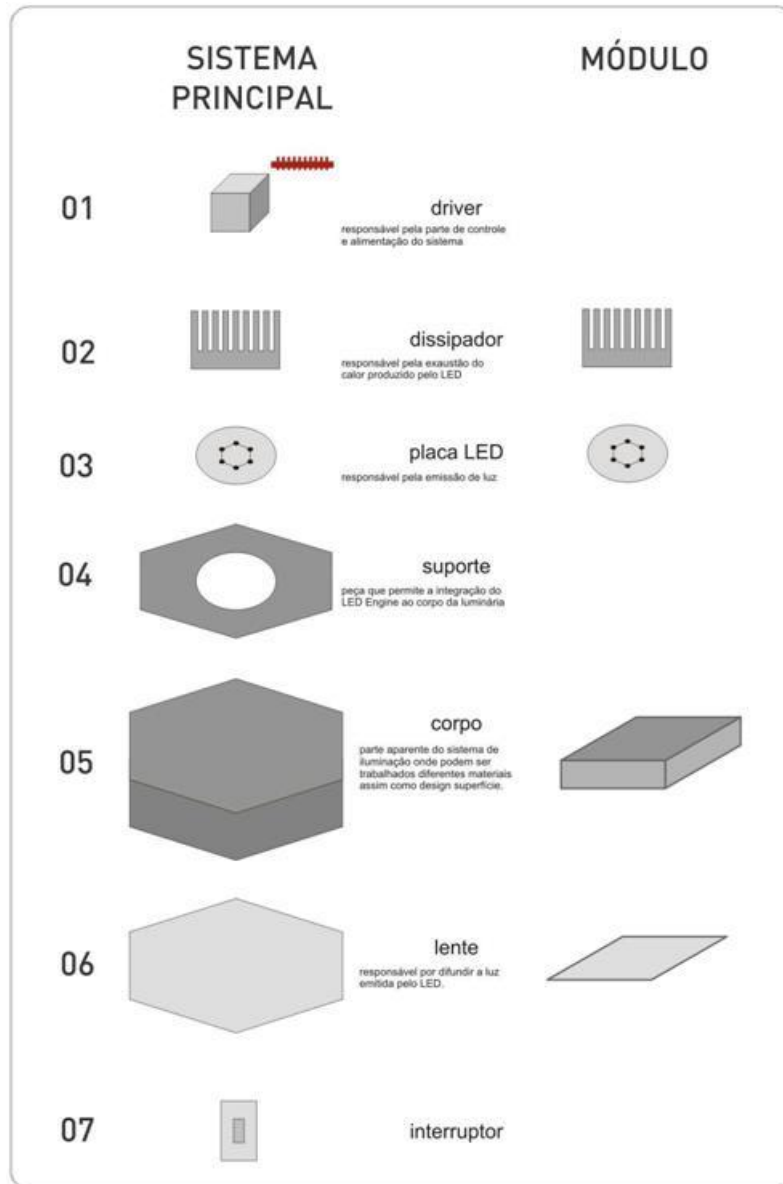 SISTEMA
PRINCIPAL
MÓDULO
01
driver
responsável pela parte de controle
e alimentação do sistema
02
dissipador
responsável pela exaustão do
calor produzido pelo LED
03
placa LED
responsável pela emissão de luz
04
suporte
peça que permite a integração do
LED Engine ao corpo da luminária
05
corpo
parte aparente do sistema de
iluminação onde podem ser
trabalhados diferentes materiais
assim como design superfície.
06
lente
responsável por difundir a luz
emitida pelo LED.
07
interruptor